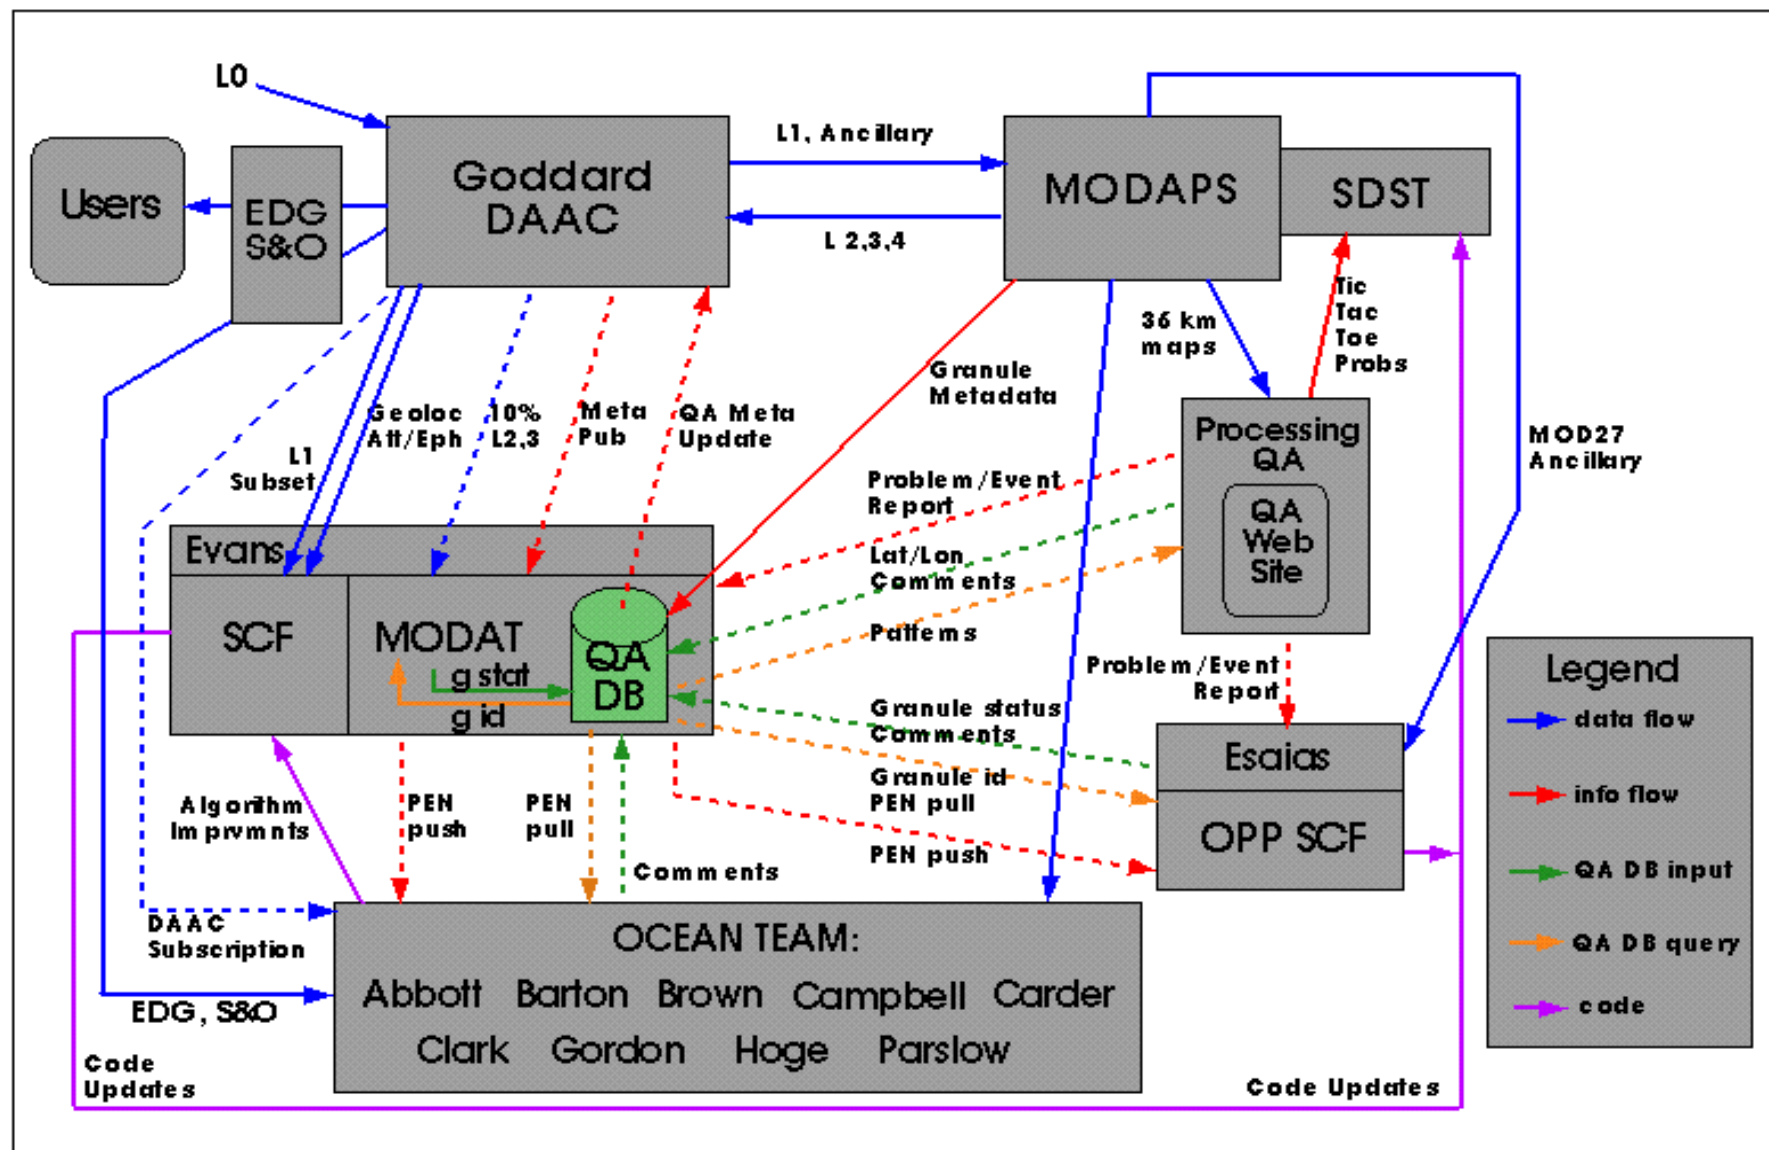 L0
Users
EDG
S&O
Goddard
DAAC
L1, Ancillary
L 2,3,4
MODAPS
SDST
36 km
maps
Tic
Tac
Toe
Probs
Granule
Metadata
Geoloc
Att/Eph
10%
L2,3
Meta
Pub
QA Meta
Update
L1
Subset
MOD27
Ancillary
Processing
QA
QA
Web
Site
Problem/Event
Report
Lat/Lon
Comments
Patterns
Evans
SCF
MODAT
g stat
g id
QA
DB
Problem/Event
Report
Granule status
Comments
Granule id
PEN pull
PEN push
Esaias
OPP SCF
Legend
data flow
info flow
QA DB input
QA DB query
code
Algorithm
Imprvmnts
PEN
push
PEN
pull
Comments
DAAC
Subscription
EDG, S&O
OCEAN TEAM:
Abbott Barton Brown Campbell Carder
Clark Gordon Hoge Parslow
Code
Updates
Code Updates